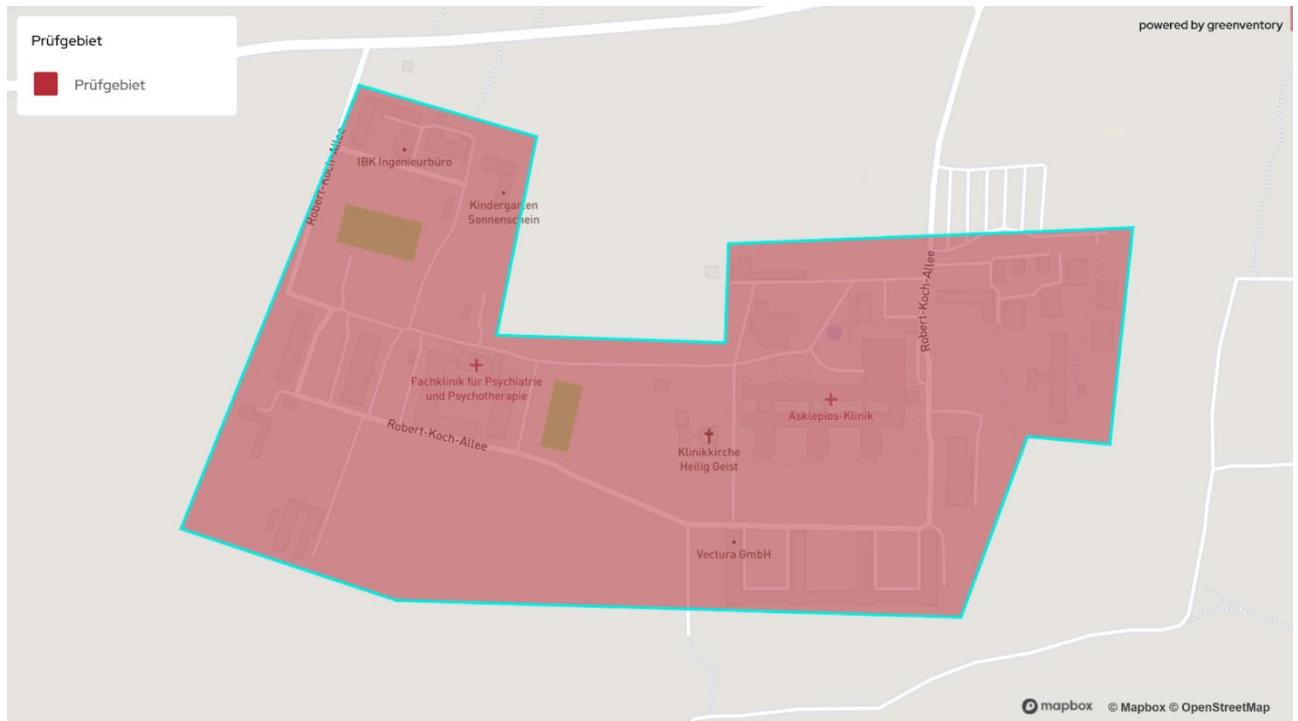 Prüfgebiet
Prüfgebiet
powered by greenventory
Robert-Koch-Allee
IBK Ingenieurbüro
Kindergarten
Sonnenschein
Robert-Koch-Allee
Fachklinik für Psychiatrie
und Psychotherapie
Asklepios-Klinik
Robert-Koch-Allee
Klinikkirche
Heilig Geist
Vectura GmbH
mapbox © Mapbox © OpenStreetMap